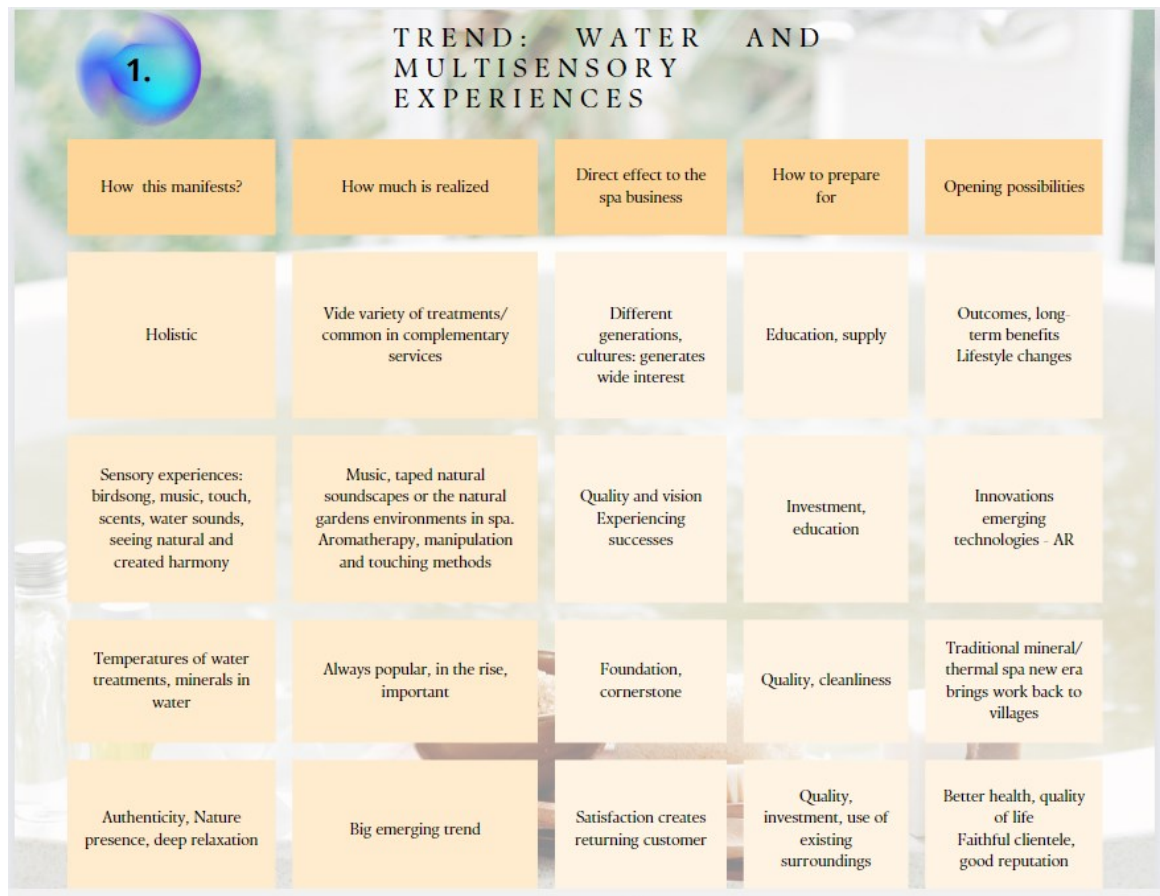 1.
TREND: WATER AND
MULTISENSORY
EXPERIENCES
How this manifests?
How much is realized
Direct effect to the
spa business
How to prepare
for
Opening possibilities
Holistic
Vide variety of treatments/
common in complementary
services
Different
generations,
cultures: generates
wide interest
Education, supply
Outcomes, long-
term benefits
Lifestyle changes
Sensory experiences:
birdsong, music, touch,
scents, water sounds,
seeing natural and
created harmony
Music, taped natural
soundscapes or the natural
gardens environments in spa.
Aromatherapy, manipulation
and touching methods
Quality and vision
Experiencing
successes
Investment,
education
Innovations
emerging
technologies - AR
Temperatures of water
treatments, minerals in
water
Always popular, in the rise,
important
Foundation,
cornerstone
Quality, cleanliness
Traditional mineral/
thermal spa new era
brings work back to
villages
Authenticity, Nature
presence, deep relaxation
Big emerging trend
Satisfaction creates
returning customer
Quality,
investment, use of
existing
surroundings
Better health, quality
of life
Faithful clientele,
good reputation